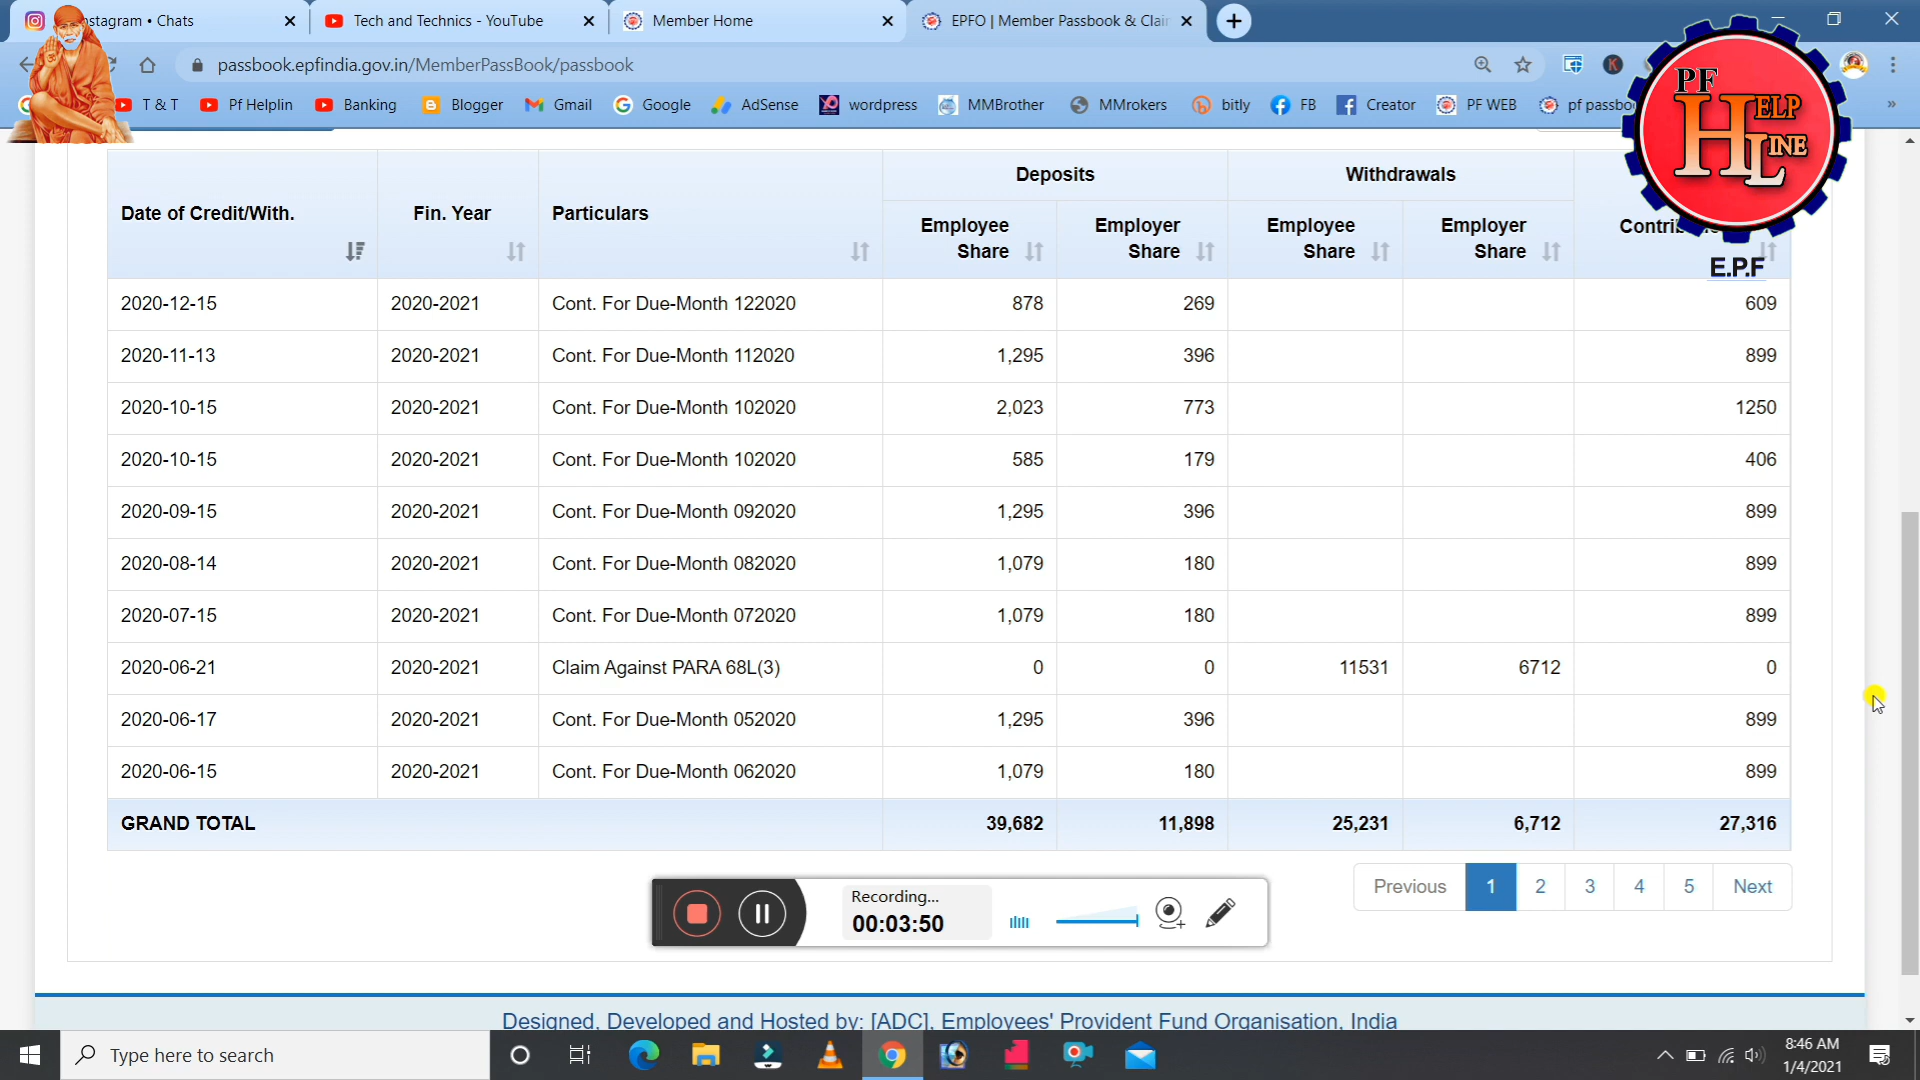 Instagram • Chats
Tech and Technics - YouTube
Member Home
EPFO | Member Passbook & Clai
passbook.epfindia.gov.in/MemberPassBook/passbook
K
T & T
Pf Helplin
Banking
Blogger
Gmail
Google
AdSense
wordpress
MMBrother
MMrokers
bitly
FB
Creator
PF WEB
pf passbo
»
PF
HELP
LINE
E.P.F
Deposits Withdrawals
Date of Credit/With. Fin. Year Particulars Employee Share Employer Share Employee Share Employer Share
2020-12-15 2020-2021 Cont. For Due-Month 122020 878 269 609
2020-11-13 2020-2021 Cont. For Due-Month 112020 1,295 396 899
2020-10-15 2020-2021 Cont. For Due-Month 102020 2,023 773 1250
2020-10-15 2020-2021 Cont. For Due-Month 102020 585 179 406
2020-09-15 2020-2021 Cont. For Due-Month 092020 1,295 396 899
2020-08-14 2020-2021 Cont. For Due-Month 082020 1,079 180 899
2020-07-15 2020-2021 Cont. For Due-Month 072020 1,079 180 899
2020-06-21 2020-2021 Claim Against PARA 68L(3) 0 0 11531 6712 0
2020-06-17 2020-2021 Cont. For Due-Month 052020 1,295 396 899
2020-06-15 2020-2021 Cont. For Due-Month 062020 1,079 180 899
GRAND TOTAL 39,682 11,898 25,231 6,712 27,316
Previous 1 2 3 4 5 Next
Recording...
00:03:50
Designed, Developed and Hosted by: [ADC], Employees' Provident Fund Organisation, India
Type here to search
8:46 AM
1/4/2021